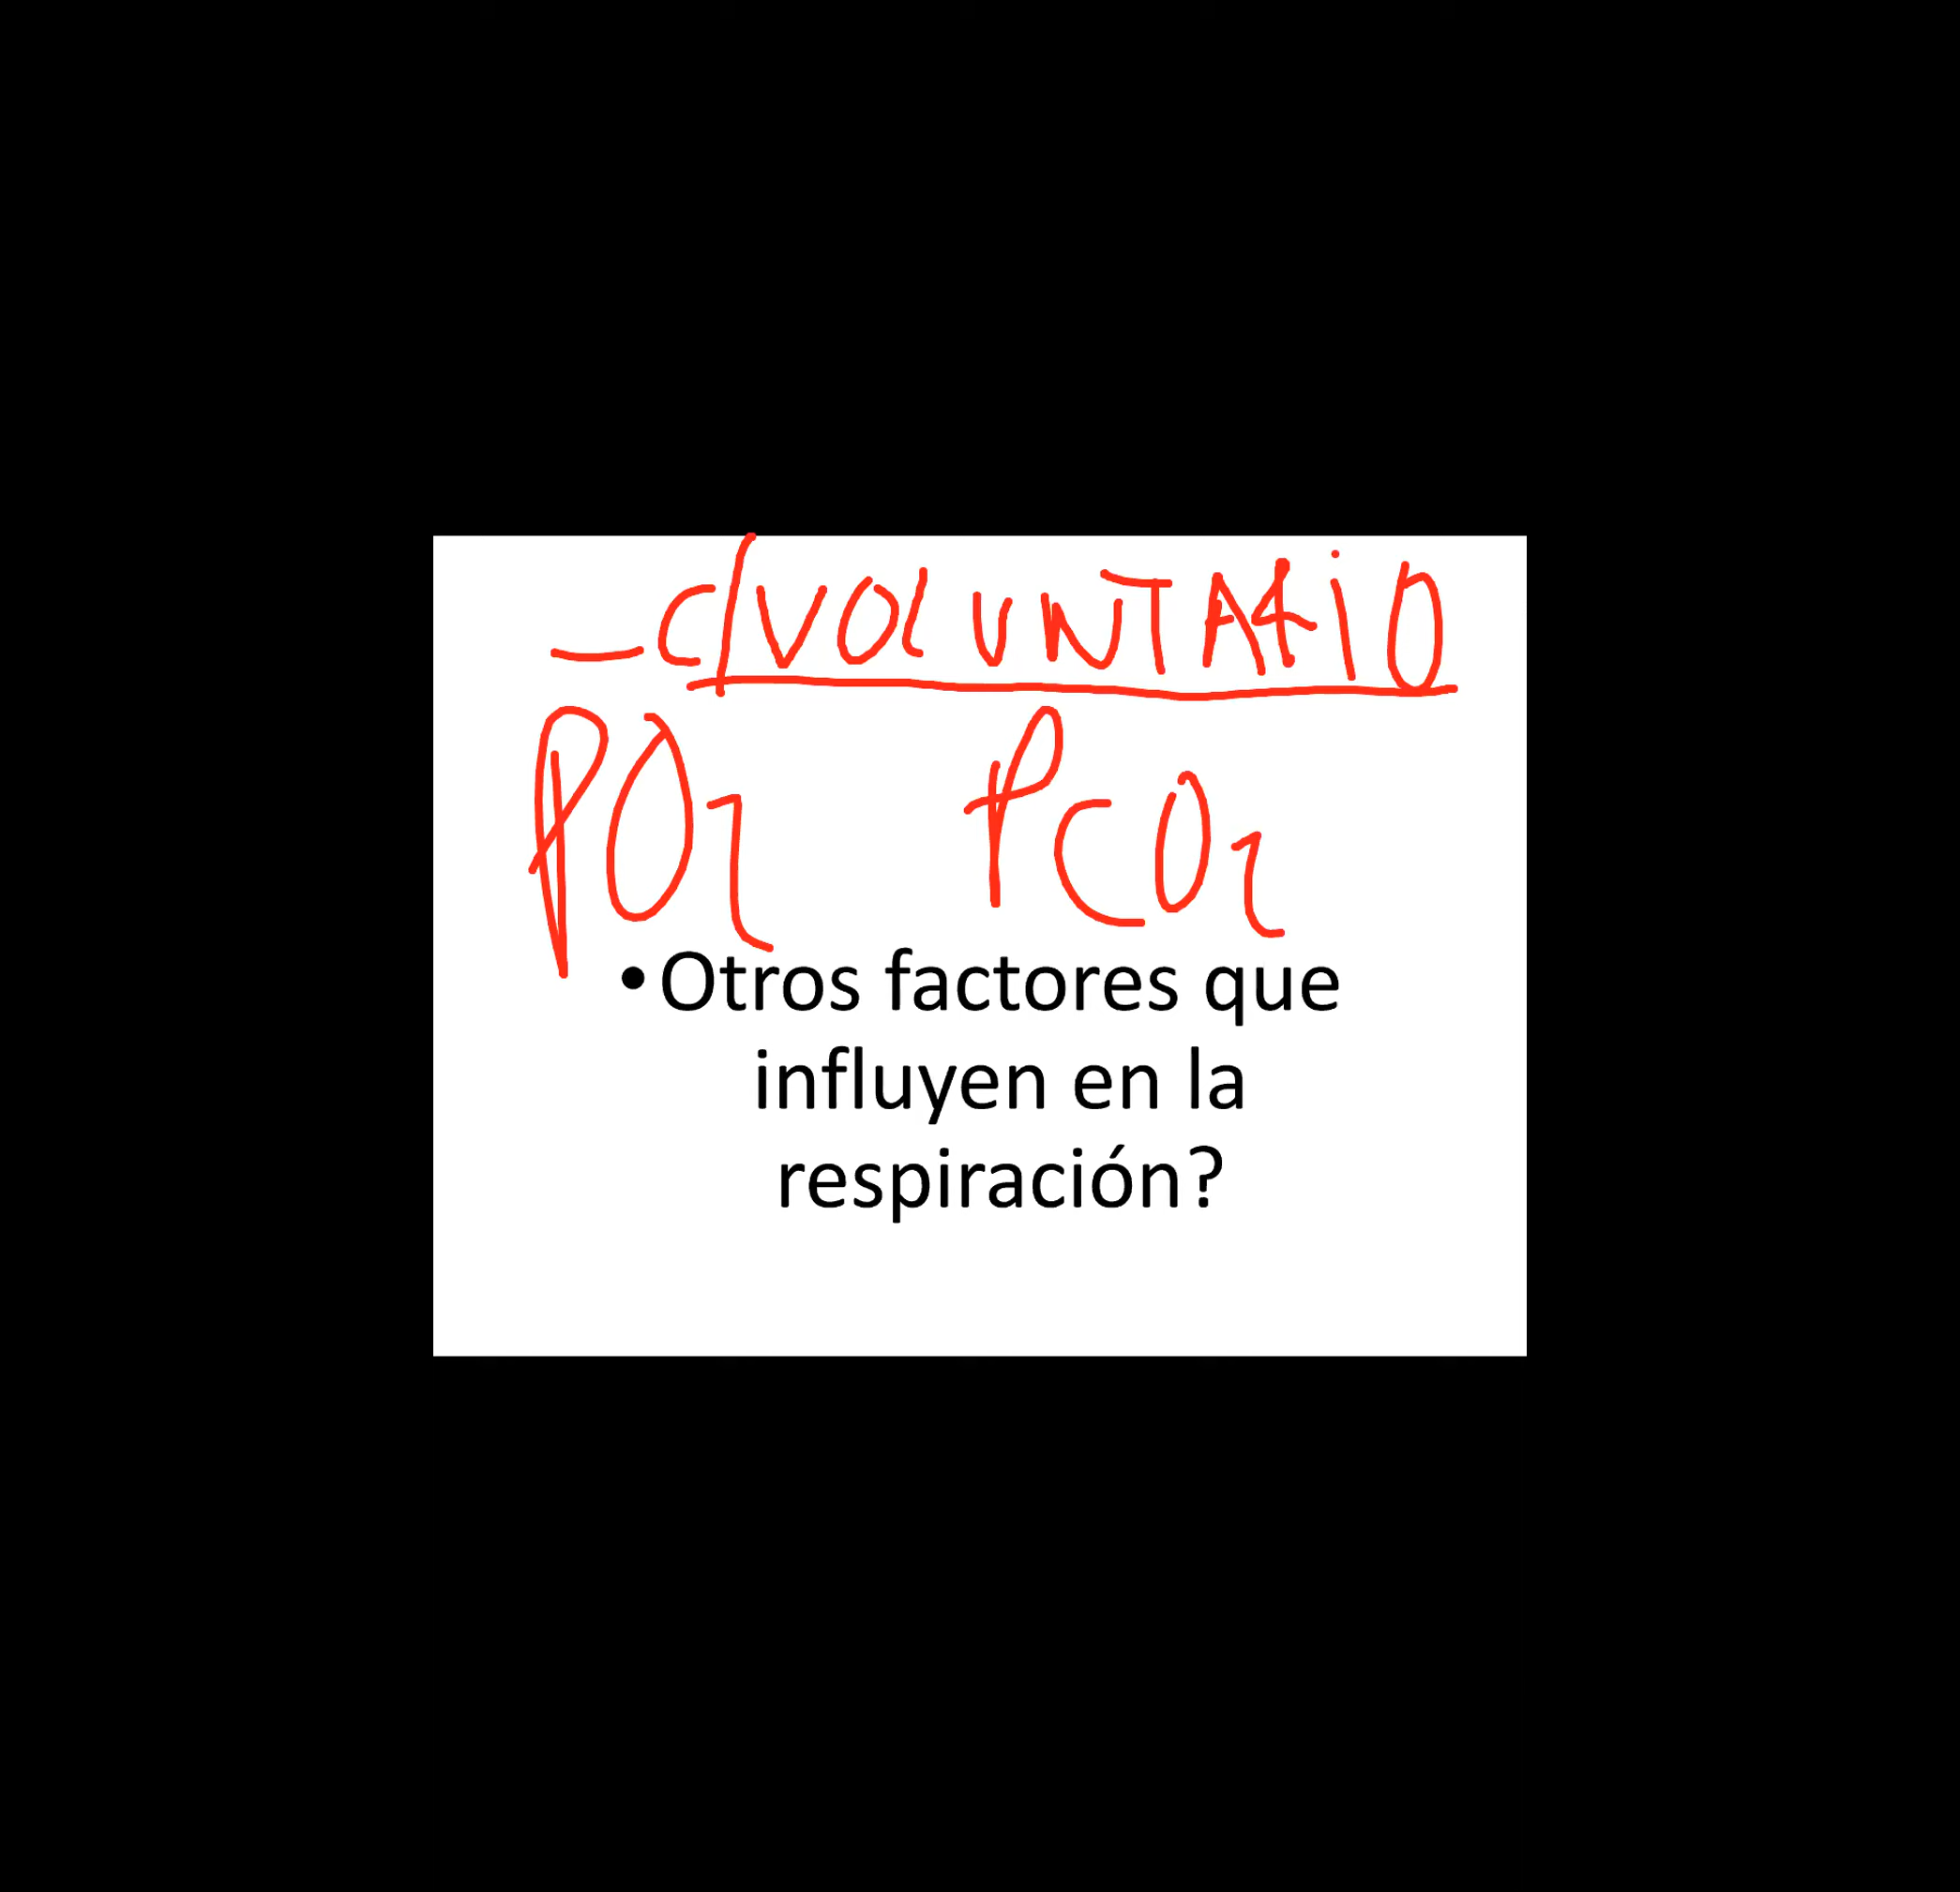 - C/VOLUNTARIO
PO2 PCO2
• Otros factores que
influyen en la
respiración?